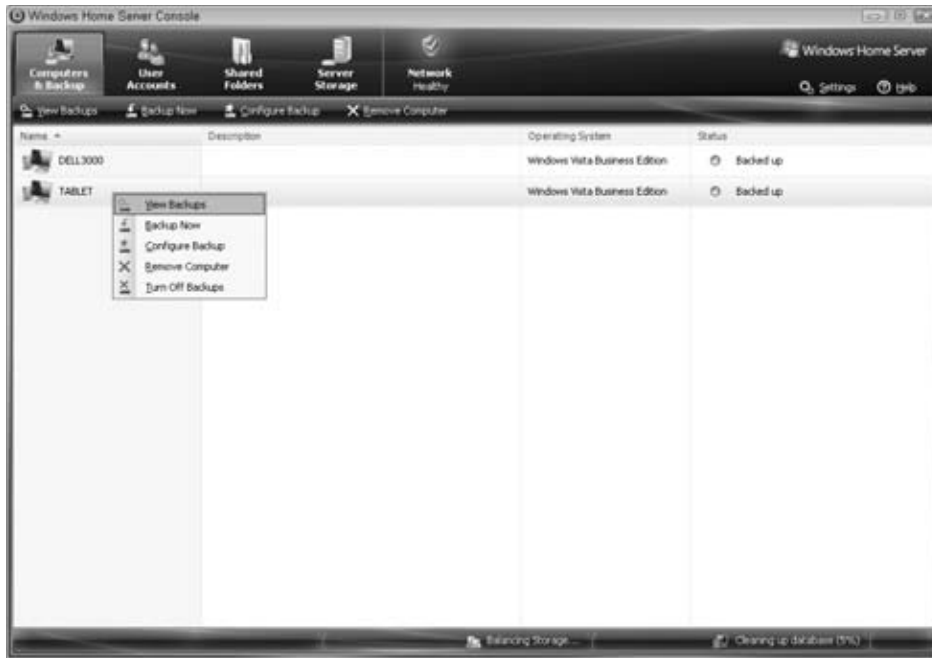 Windows Home Server Console
Computers & Backup
User Accounts
Shared Folders
Server Storage
Network Healthy
Windows Home Server
Settings
Help
View Backups
Backup Now
Configure Backup
Remove Computer
Name
Description
Operating System
Status
DELL3000
Windows Vista Business Edition
Backed up
TABLET
Windows Vista Business Edition
Backed up
View Backups
Backup Now
Configure Backup
Remove Computer
Turn Off Backups
Balancing Storage...
Cleaning up database (5%)